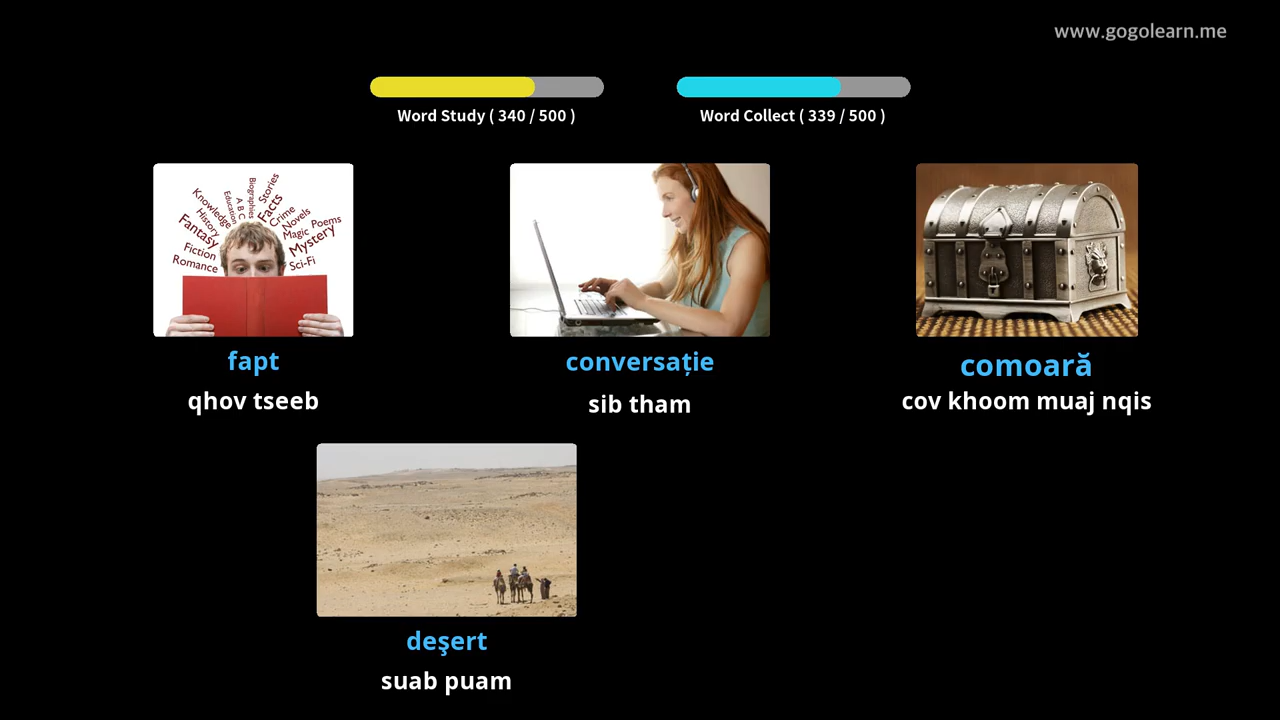 www.gogolearn.me
Word Study ( 340 / 500 )
Word Collect ( 339 / 500 )
Stories
Biographies
Facts
A B C
Education
Knowledge
Crime
Novels
History
Magic
Poems
Fantasy
Mystery
Fiction
Sci-Fi
Romance
fapt
qhov tseeb
conversație
sib tham
comoară
cov khoom muaj nqis
deşert
suab puam